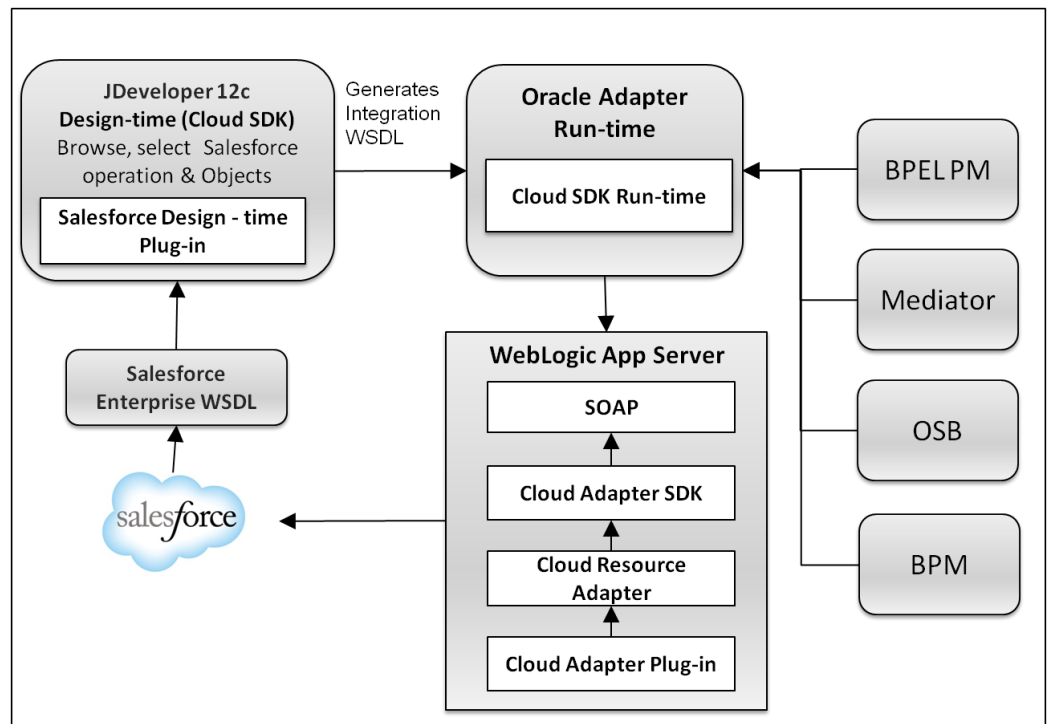 JDeveloper 12c
Design-time (Cloud SDK)
Browse, select Salesforce
operation & Objects
Salesforce Design - time
Plug-in
Generates
Integration
WSDL
Oracle Adapter
Run-time
Cloud SDK Run-time
BPEL PM
Mediator
OSB
BPM
Salesforce
Enterprise WSDL
salesforce
WebLogic App Server
SOAP
Cloud Adapter SDK
Cloud Resource
Adapter
Cloud Adapter Plug-in